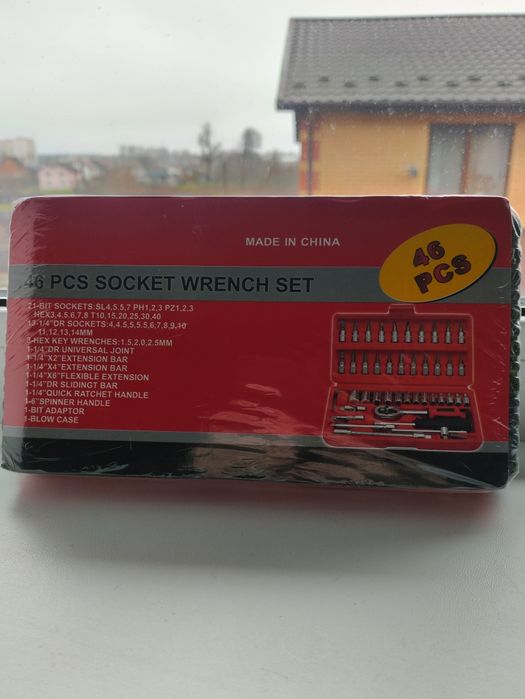 MADE IN CHINA
46 PCS
46 PCS SOCKET WRENCH SET
21-BIT SOCKETS:SL4,5.5,7 PH1,2,3 PZ1,2,3
HEX3,4,5,6,7,8 T10,15,20,25,30,40
13-1/4"DR SOCKETS:4,4.5,5,5.5,6,7,8,9,10
11,12,13,14MM
3-HEX KEY WRENCHES:1.5,2.0,2.5MM
1-1/4"DR UNIVERSAL JOINT
1-1/4"X2"EXTENSION BAR
1-1/4"X4"EXTENSION BAR
1-1/4"X6"FLEXIBLE EXTENSION
1-1/4"DR SLIDINGT BAR
1-1/4"QUICK RATCHET HANDLE
1-6"SPINNER HANDLE
1-BIT ADAPTOR
1-BLOW CASE